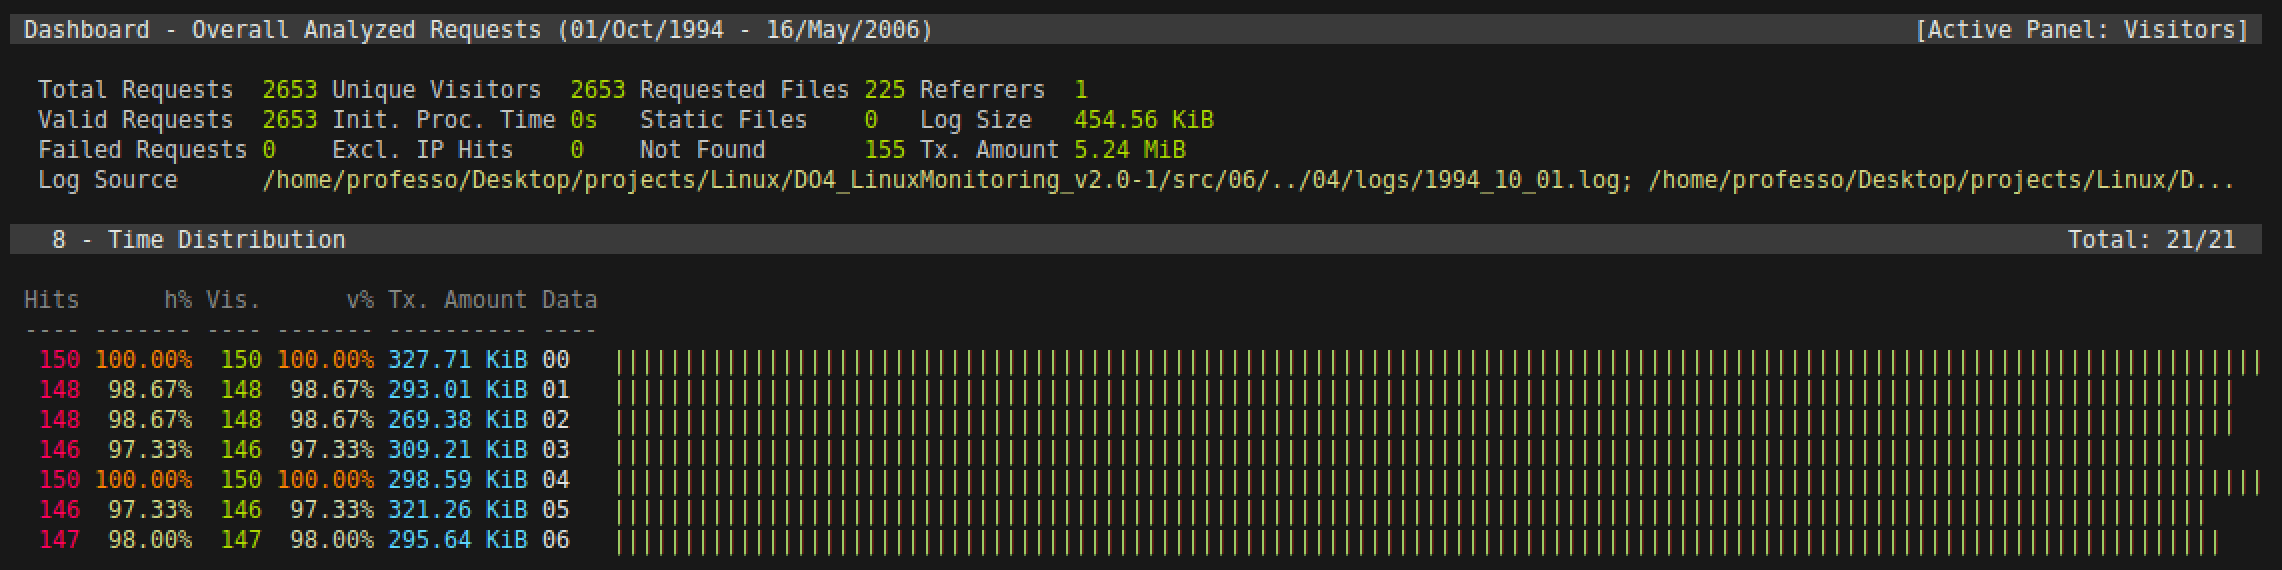 Dashboard - Overall Analyzed Requests (01/Oct/1994 - 16/May/2006) [Active Panel: Visitors]
Total Requests 2653 Unique Visitors 2653 Requested Files 225 Referrers 1
Valid Requests 2653 Init. Proc. Time 0s Static Files 0 Log Size 454.56 KiB
Failed Requests 0 Excl. IP Hits 0 Not Found 155 Tx. Amount 5.24 MiB
Log Source /home/professo/Desktop/projects/Linux/DO4_LinuxMonitoring_v2.0-1/src/06/../04/logs/1994_10_01.log; /home/professo/Desktop/projects/Linux/D...
8 - Time Distribution Total: 21/21
Hits h% Vis. v% Tx. Amount Data
---- ------- ---- ------- ---------- ----
150 100.00% 150 100.00% 327.71 KiB 00
148 98.67% 148 98.67% 293.01 KiB 01
148 98.67% 148 98.67% 269.38 KiB 02
146 97.33% 146 97.33% 309.21 KiB 03
150 100.00% 150 100.00% 298.59 KiB 04
146 97.33% 146 97.33% 321.26 KiB 05
147 98.00% 147 98.00% 295.64 KiB 06